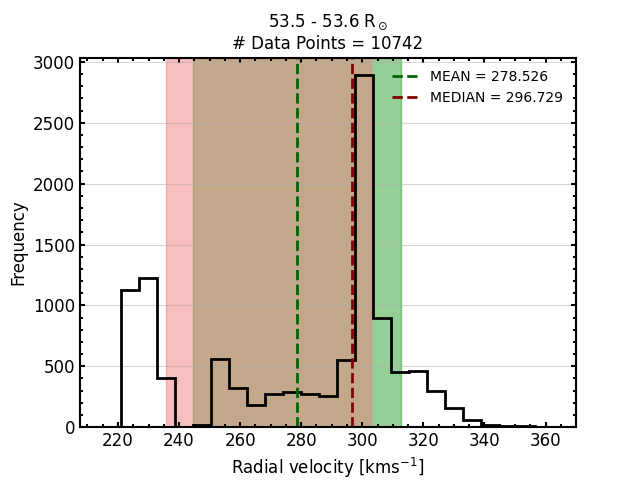 53.5 - 53.6 R⊙
# Data Points = 10742
MEAN = 278.526
MEDIAN = 296.729
3000
2500
2000
1500
1000
500
0
Frequency
220 240 260 280 300 320 340 360
Radial velocity [kms⁻¹]